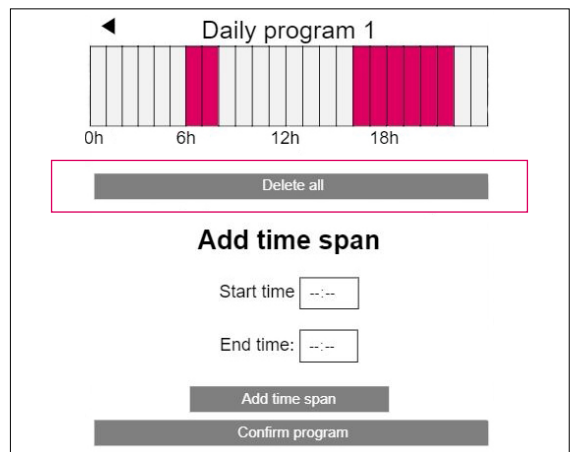 Daily program 1
0h 6h 12h 18h
Delete all
Add time span
Start time --:--
End time: --:--
Add time span
Confirm program